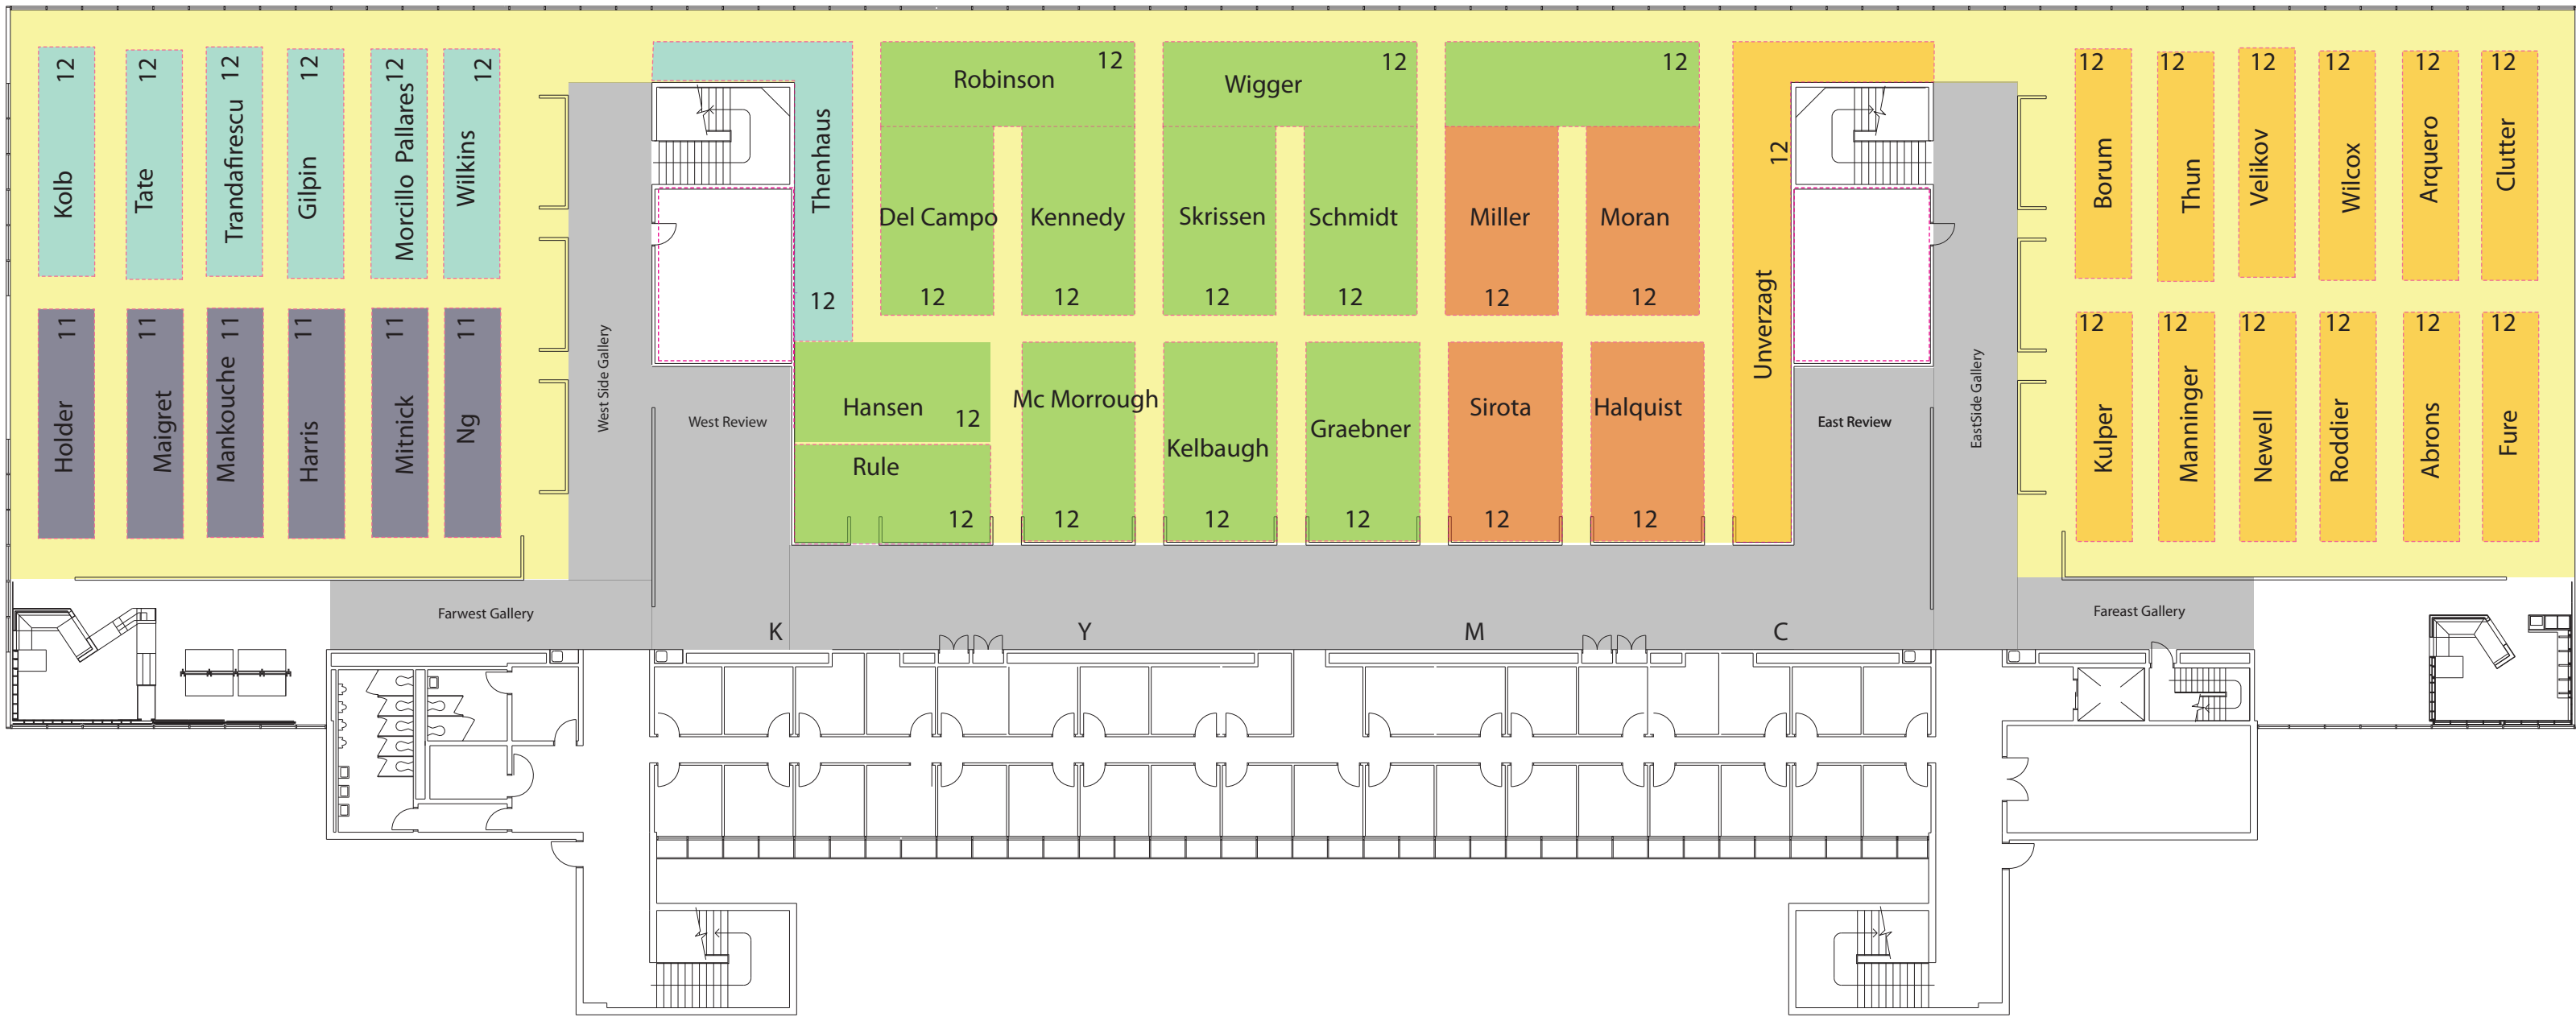 12
Kolb
12
Tate
12
Trandafirescu
12
Gilpin
12
Morcillo Pallares
12
Wilkins
11
Holder
11
Maigret
11
Mankouche
11
Harris
11
Mitnick
11
Ng
West Side Gallery
West Review
Farwest Gallery
Thenhaus
12
Robinson
12
Wigger
12
12
Del Campo
12
Kennedy
12
Skrissen
12
Schmidt
12
Miller
12
Moran
12
Hansen
12
Rule
12
Mc Morrough
12
Kelbaugh
12
Graebner
12
Sirota
12
Halquist
12
12
Unverzagt
East Review
EastSide Gallery
Fareast Gallery
K
Y
M
C
12
Borum
12
Thun
12
Velikov
12
Wilcox
12
Arquero
12
Clutter
12
Kulper
12
Manninger
12
Newell
12
Roddier
12
Abrons
12
Fure